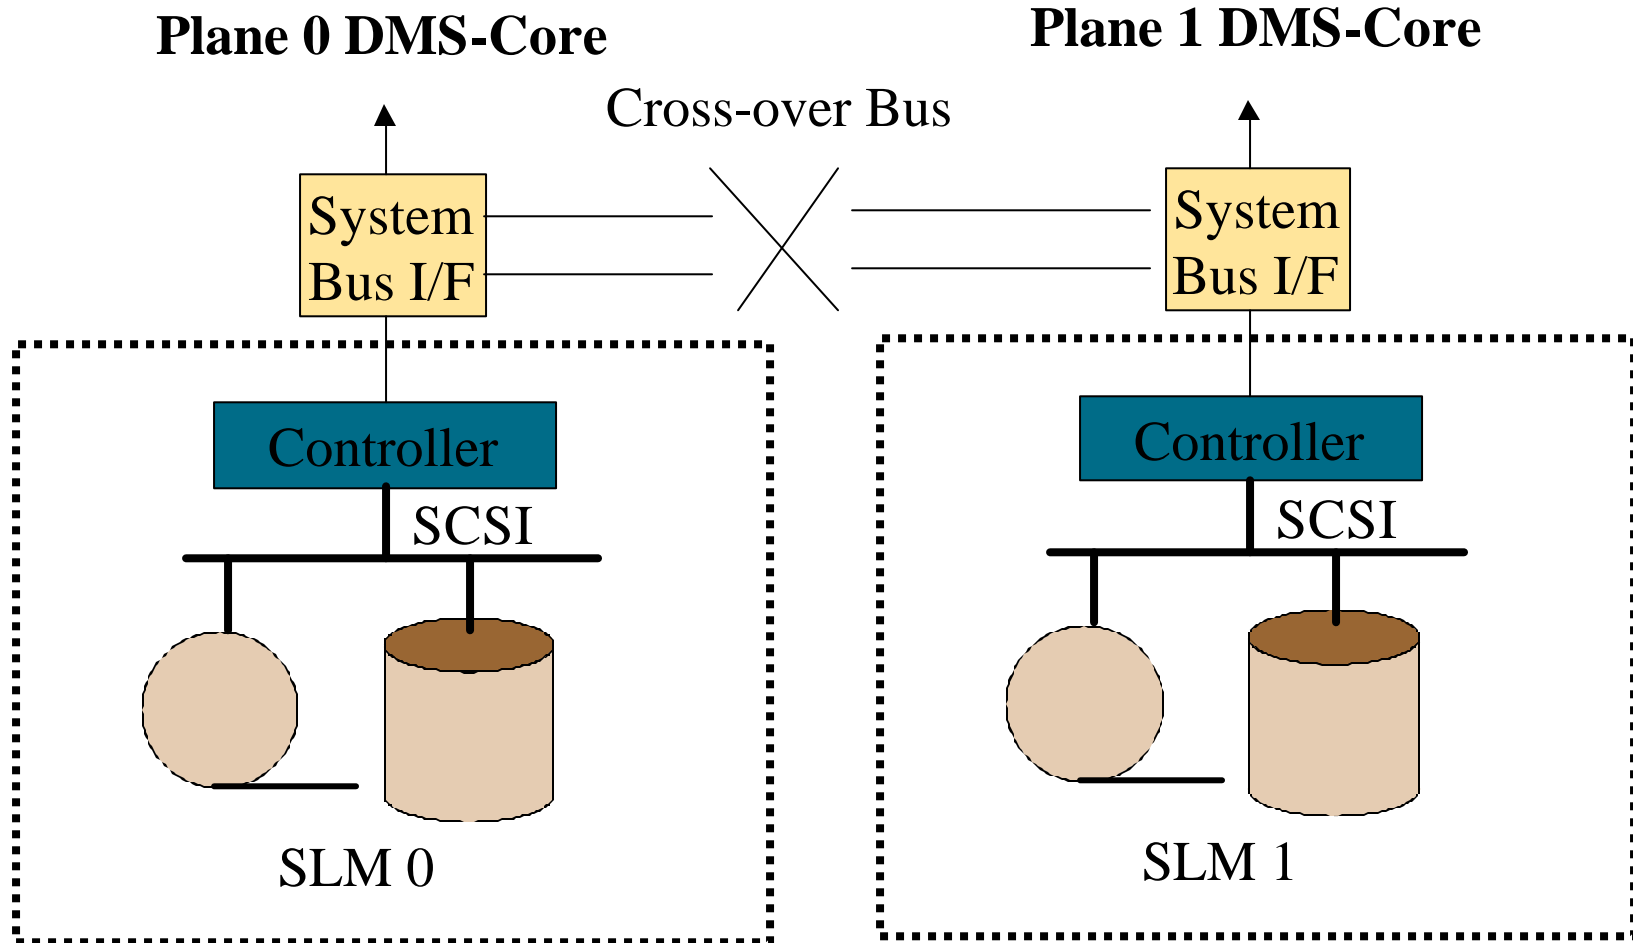 Plane 0 DMS-Core
Plane 1 DMS-Core
Cross-over Bus
System
Bus I/F
System
Bus I/F
Controller
Controller
SCSI
SCSI
SLM 0
SLM 1